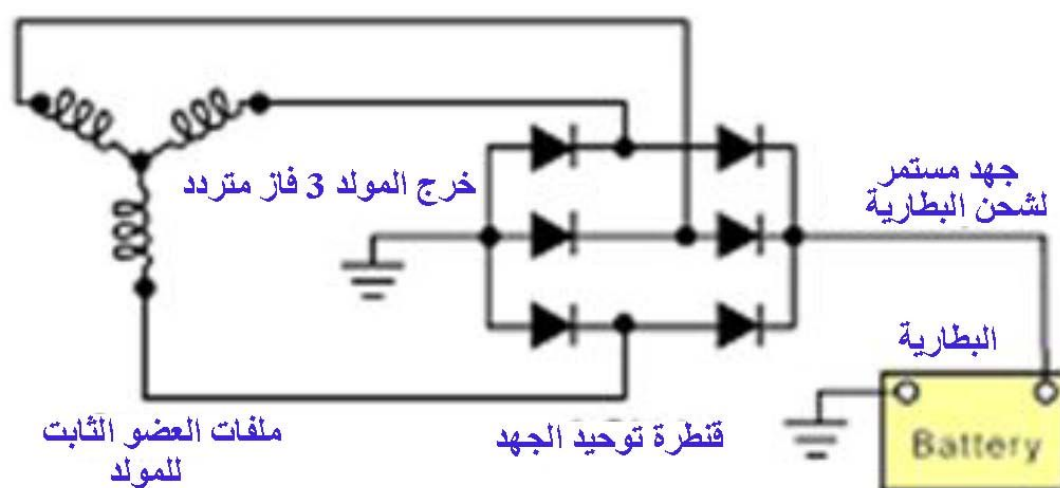 خرج المولد 3 فاز متردد
جهد مستمر
لشحن البطارية
البطارية
Battery
ملفات العضو الثابت
للمولد
قنطرة توحيد الجهد